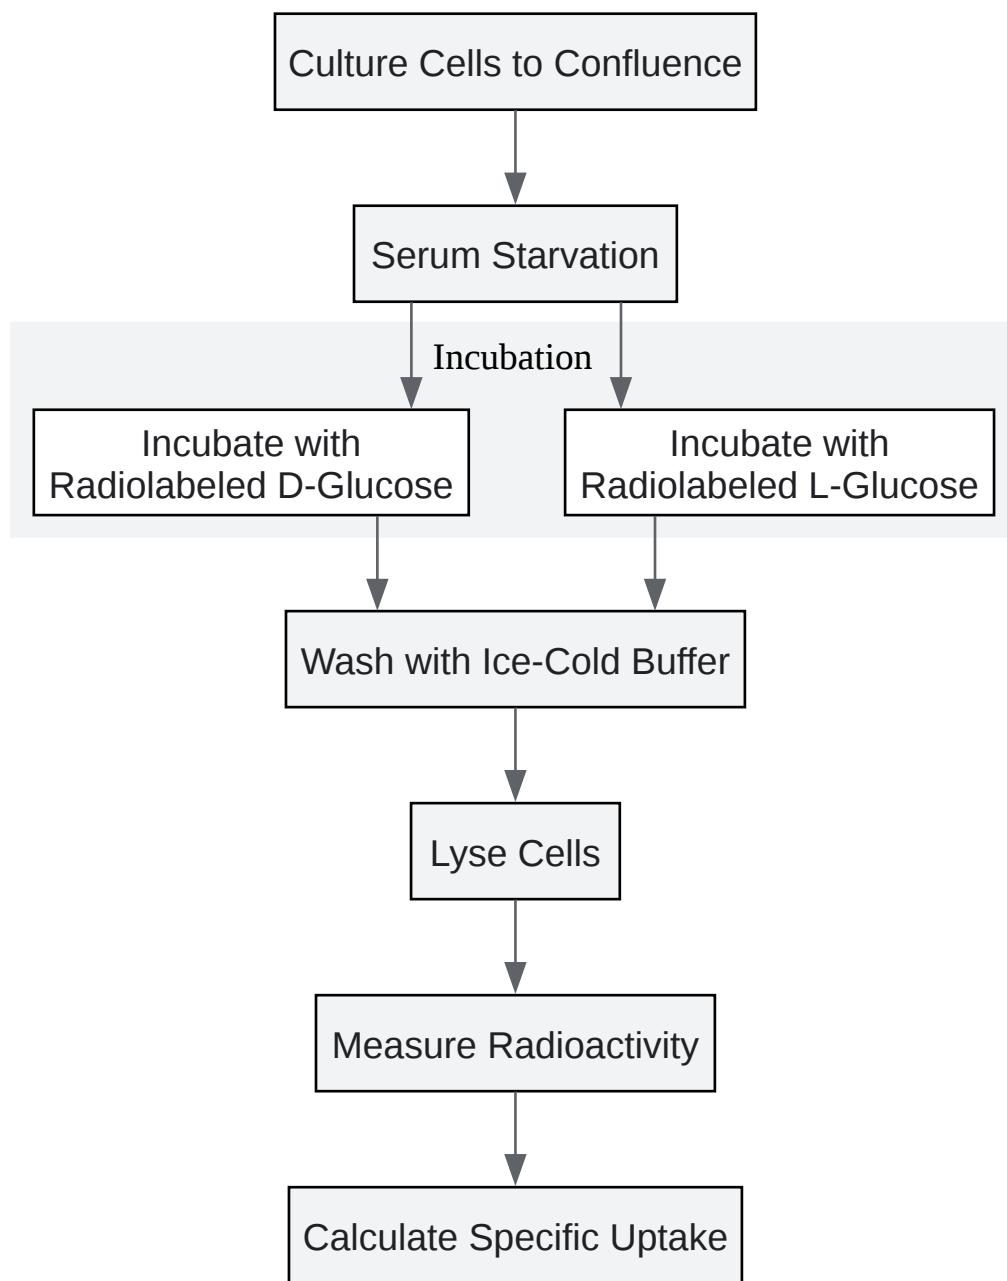 Culture Cells to Confluence
Serum Starvation
Incubation
Incubate with
Radiolabeled D-Glucose
Incubate with
Radiolabeled L-Glucose
Wash with Ice-Cold Buffer
Lyse Cells
Measure Radioactivity
Calculate Specific Uptake